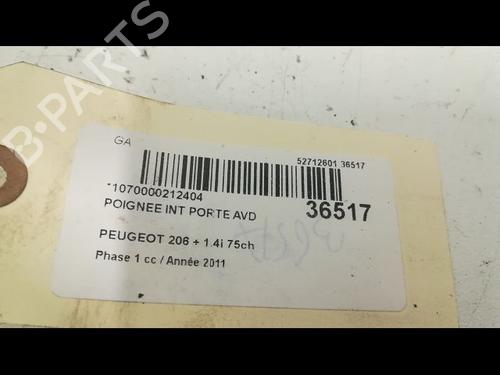 B-PARTS
GA
52712601 36517
*1070000212404
POIGNEE INT PORTE AVD
36517
PEUGEOT 206 + 1.4i 75ch
Phase 1 cc / Année 2011